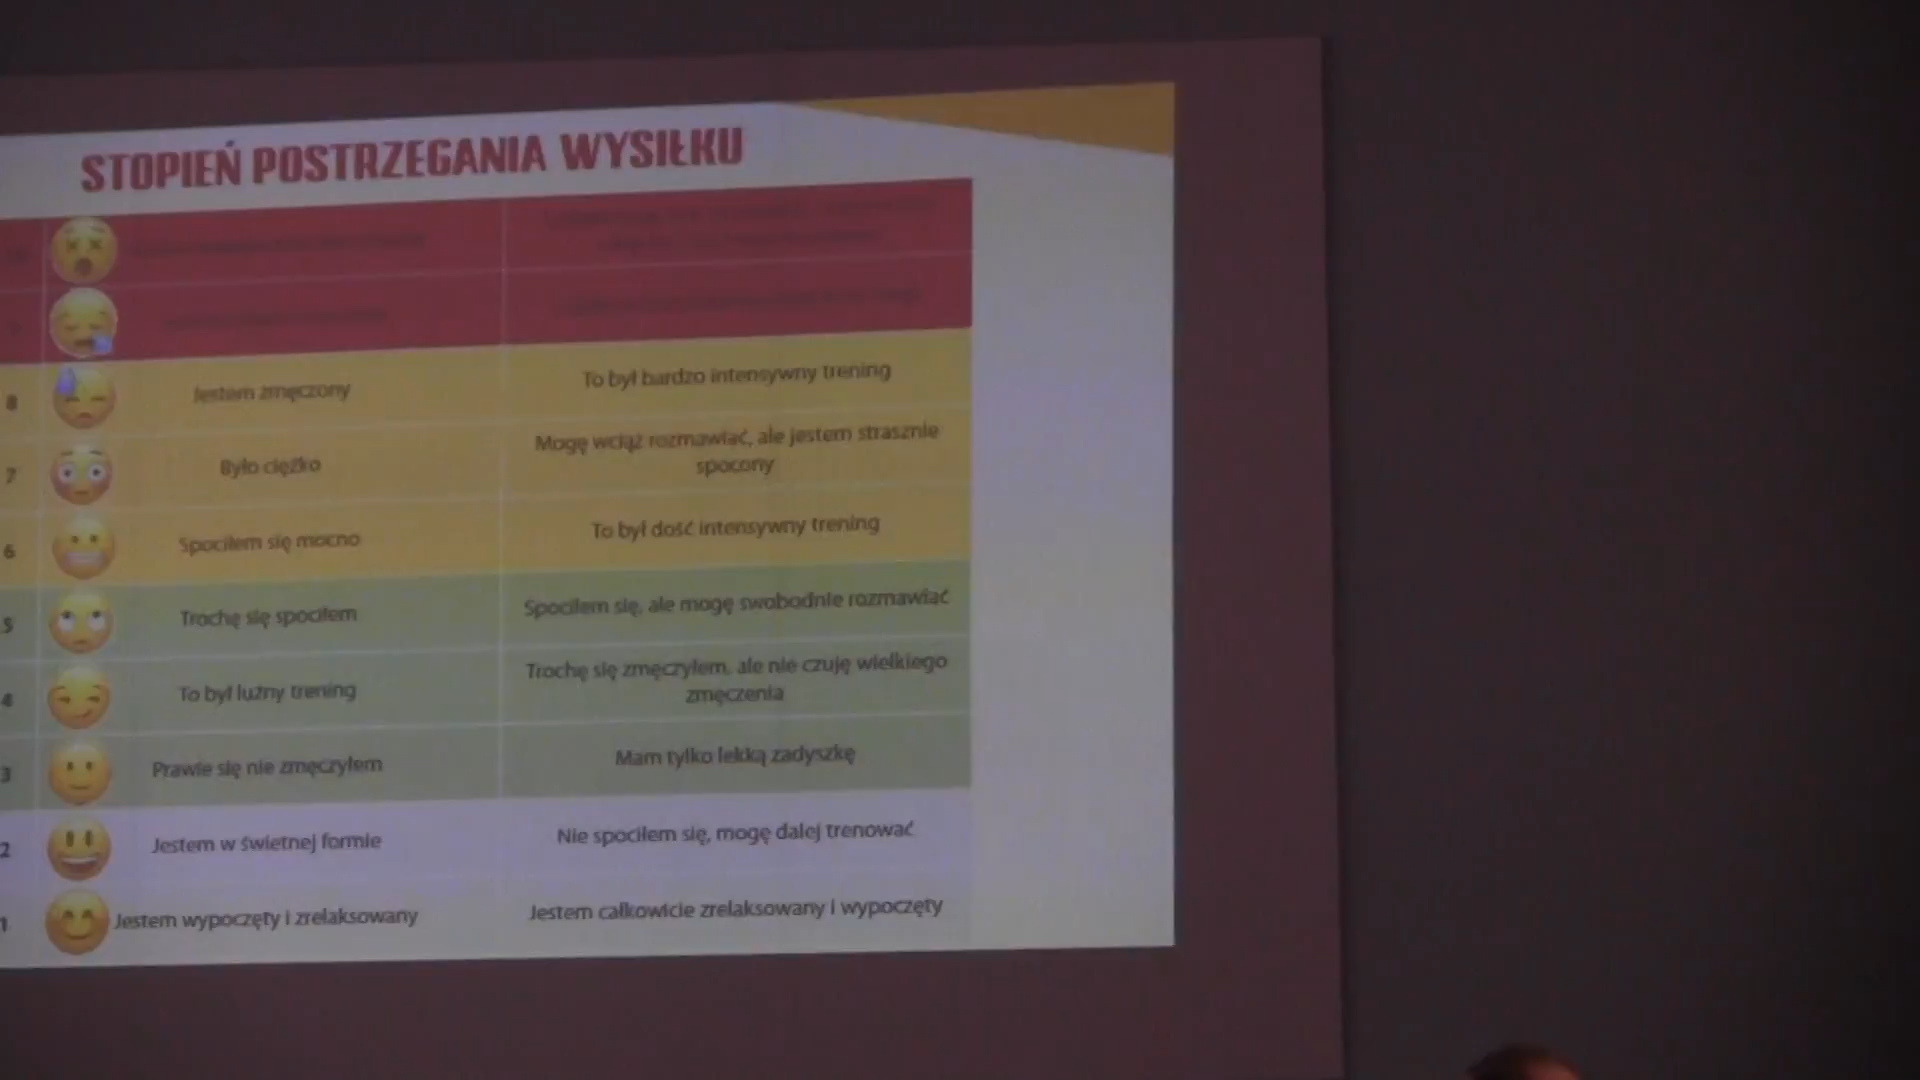 STOPIEŃ POSTRZEGANIA WYSIŁKU
8 Jestem zmęczony To był bardzo intensywny trening
7 Było ciężko Mogę wciąż rozmawiać, ale jestem strasznie
spocony
6 Spociłem się mocno To był dość intensywny trening
5 Trochę się spociłem Spociłem się, ale mogę swobodnie rozmawiać
4 To był luźny trening Trochę się zmęczyłem, ale nie czuję wielkiego
zmęczenia
3 Prawie się nie zmęczyłem Mam tylko lekką zadyszkę
2 Jestem w świetnej formie Nie spociłem się, mogę dalej trenować
1 Jestem wypoczęty i zrelaksowany Jestem całkowicie zrelaksowany i wypoczęty